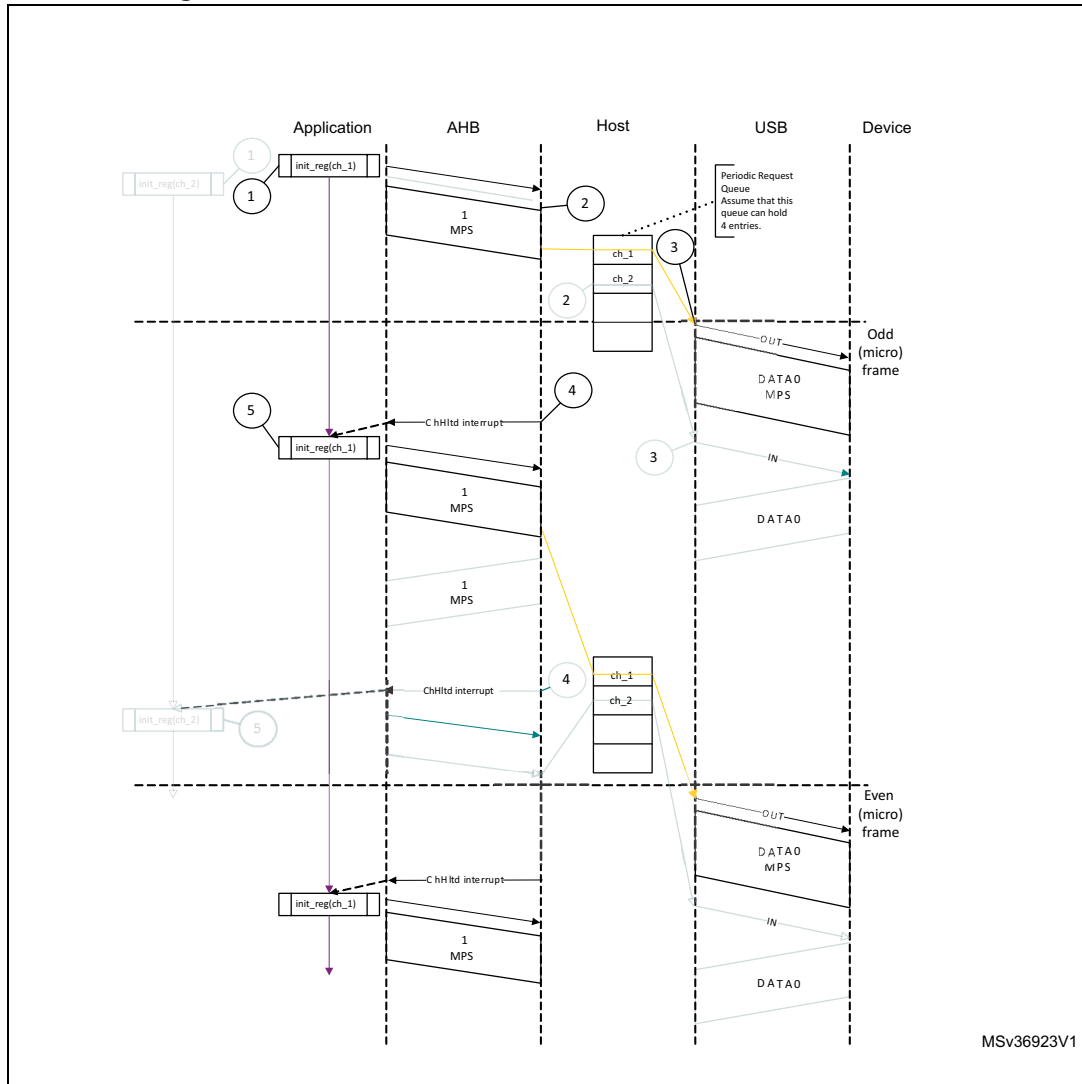 Application AHB Host USB Device
1
init_reg(ch_2)
init_reg(ch_1)
1
2
1
MPS
Periodic Request
Queue
Assume that this
queue can hold
4 entries.
3
ch_1
ch_2
2
OUT
Odd
(micro)
frame
DATA0
MPS
5
4
ChHltd interrupt
init_reg(ch_1)
3
IN
1
MPS
DATA0
1
MPS
4
ChHltd interrupt
ch_1
ch_2
init_reg(ch_2)
5
Even
(micro)
frame
OUT
DATA0
MPS
ChHltd interrupt
init_reg(ch_1)
IN
1
MPS
DATA0
MSv36923V1